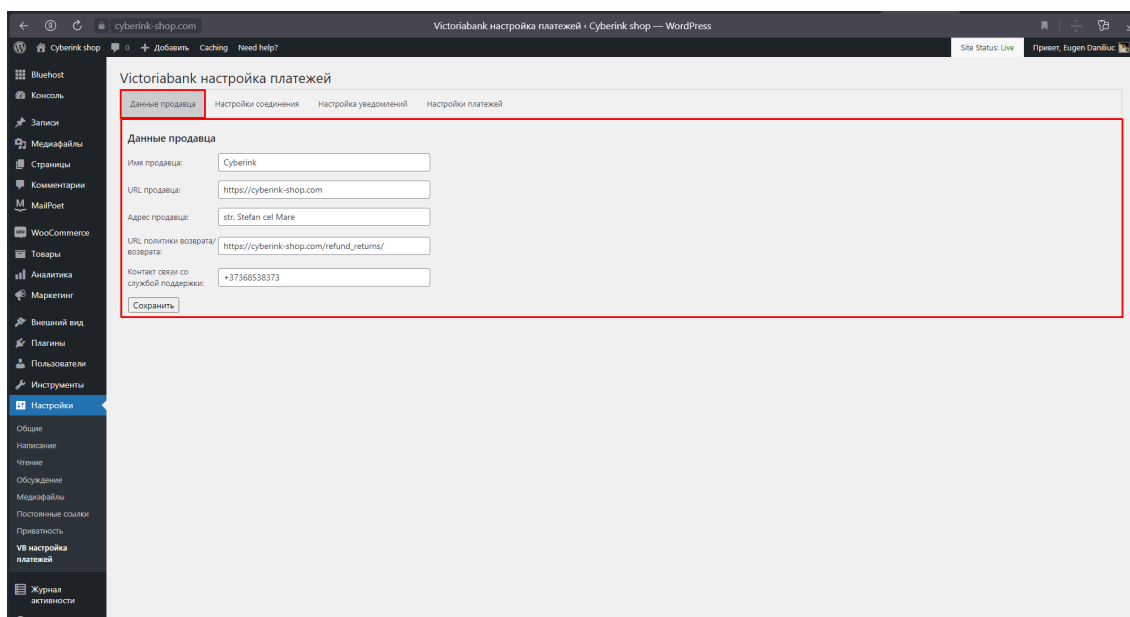 cyberink-shop.com
Victoriabank настройка платежей ‹ Cyberink shop — WordPress
Cyberink shop 0 + Добавить Caching Need help?
Site Status: Live Привет, Eugen Daniliuc
Bluehost
Консоль
Записи
Медиафайлы
Страницы
Комментарии
MailPoet
WooCommerce
Товары
Аналитика
Маркетинг
Внешний вид
Плагины
Пользователи
Инструменты
Настройки
Общие
Написание
Чтение
Обсуждение
Медиафайлы
Постоянные ссылки
Приватность
VB настройка
платежей
Журнал
активности
Victoriabank настройка платежей
Данные продавца Настройки соединения Настройка уведомлений Настройки платежей
Данные продавца
Имя продавца: Cyberink
URL продавца: https://cyberink-shop.com
Адрес продавца: str. Stefan cel Mare
URL политики возврата/
возврата: https://cyberink-shop.com/refund_returns/
Контакт связи со
службой поддержки: +37368538373
Сохранить